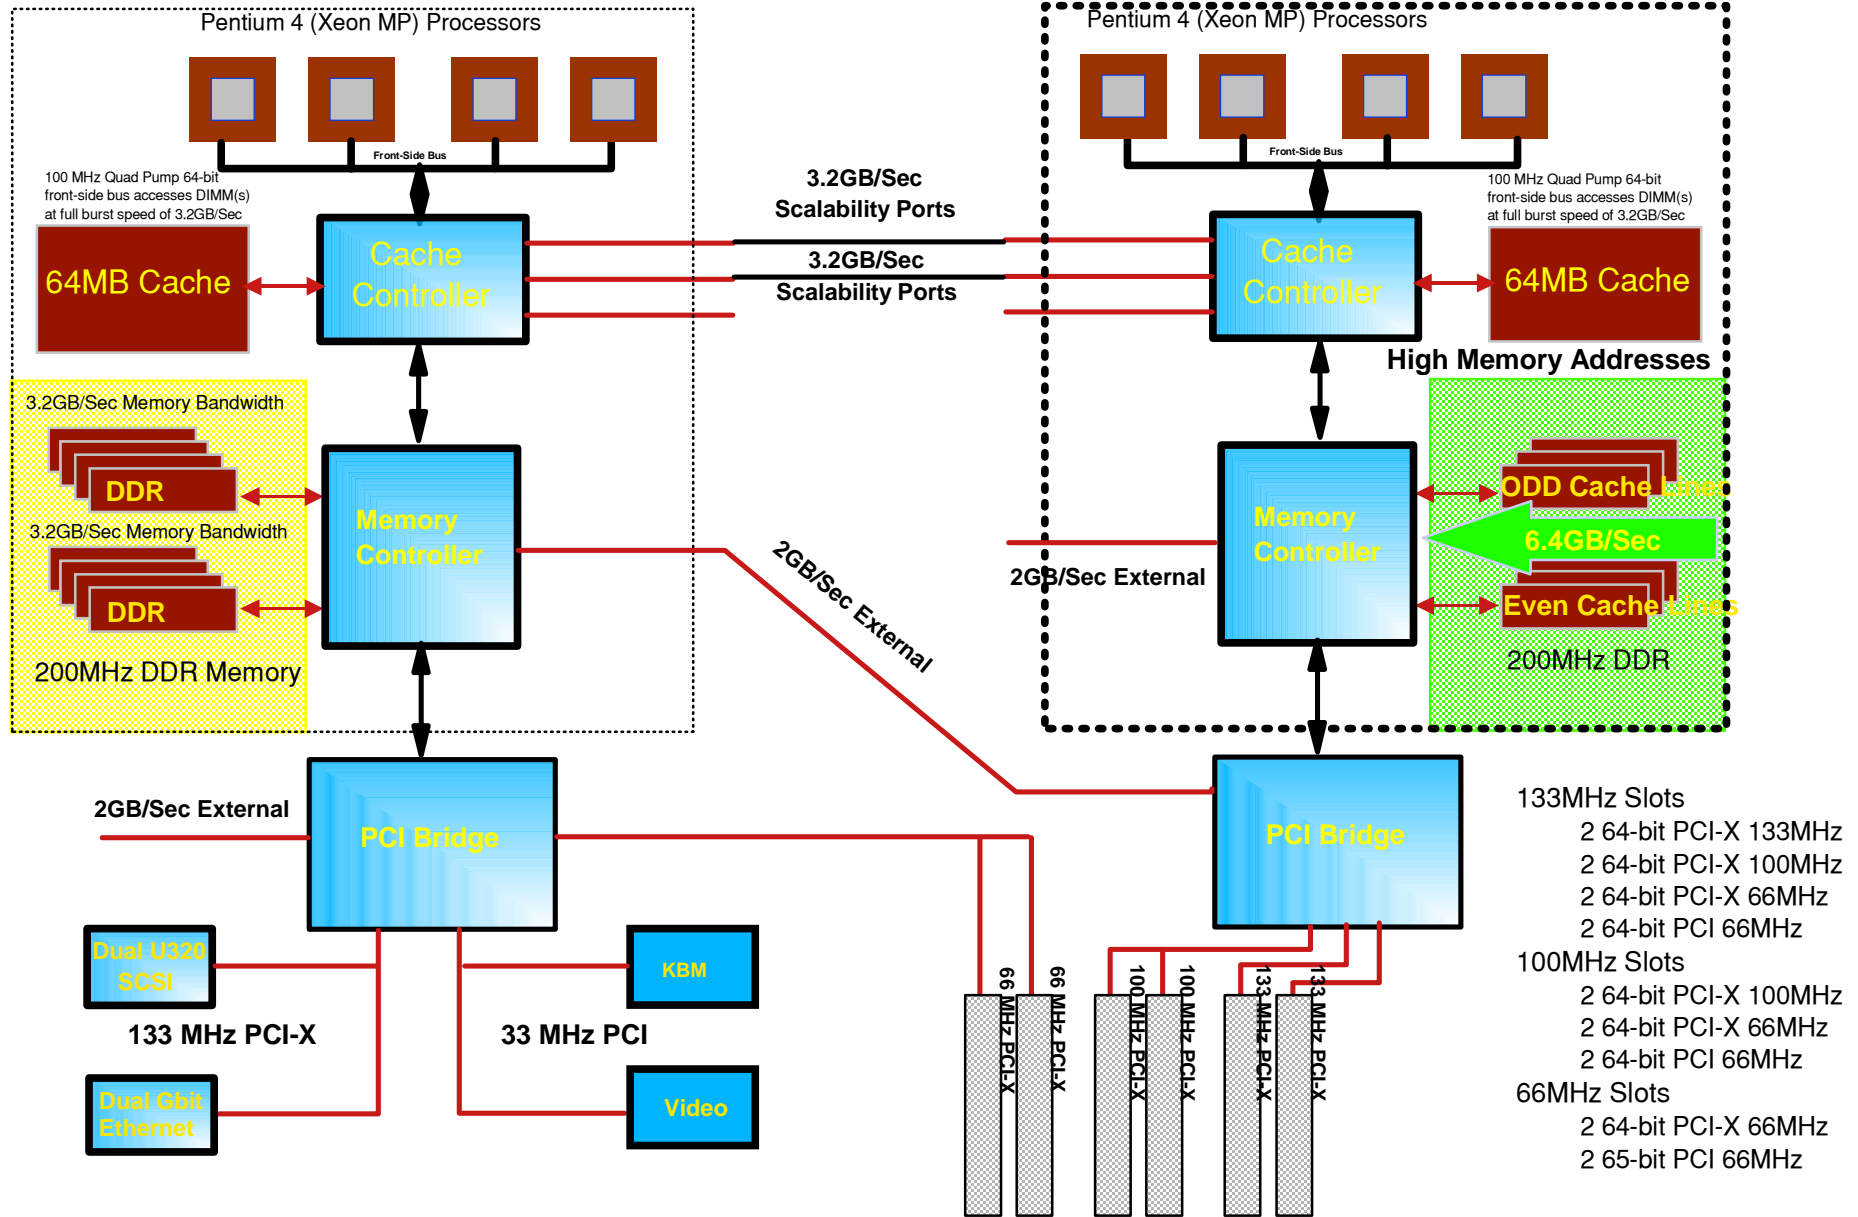 Pentium 4 (Xeon MP) Processors
Front-Side Bus
100 MHz Quad Pump 64-bit
front-side bus accesses DIMM(s)
at full burst speed of 3.2GB/Sec
64MB Cache
Cache
Controller
3.2GB/Sec
Scalability Ports
3.2GB/Sec
Scalability Ports
Pentium 4 (Xeon MP) Processors
Front-Side Bus
100 MHz Quad Pump 64-bit
front-side bus accesses DIMM(s)
at full burst speed of 3.2GB/Sec
Cache
Controller
64MB Cache
High Memory Addresses
3.2GB/Sec Memory Bandwidth
DDR
3.2GB/Sec Memory Bandwidth
DDR
200MHz DDR Memory
Memory
Controller
2GB/Sec External
2GB/Sec External
Memory
Controller
ODD Cache Lines
6.4GB/Sec
Even Cache Lines
200MHz DDR
2GB/Sec External
PCI Bridge
PCI Bridge
Dual U320
SCSI
133 MHz PCI-X
Dual Gbit
Ethernet
KBM
33 MHz PCI
Video
66 MHz PCI-X
66 MHz PCI-X
100 MHz PCI-X
100 MHz PCI-X
133 MHz PCI-X
133 MHz PCI-X
133MHz Slots
2 64-bit PCI-X 133MHz
2 64-bit PCI-X 100MHz
2 64-bit PCI-X 66MHz
2 64-bit PCI 66MHz
100MHz Slots
2 64-bit PCI-X 100MHz
2 64-bit PCI-X 66MHz
2 64-bit PCI 66MHz
66MHz Slots
2 64-bit PCI-X 66MHz
2 65-bit PCI 66MHz